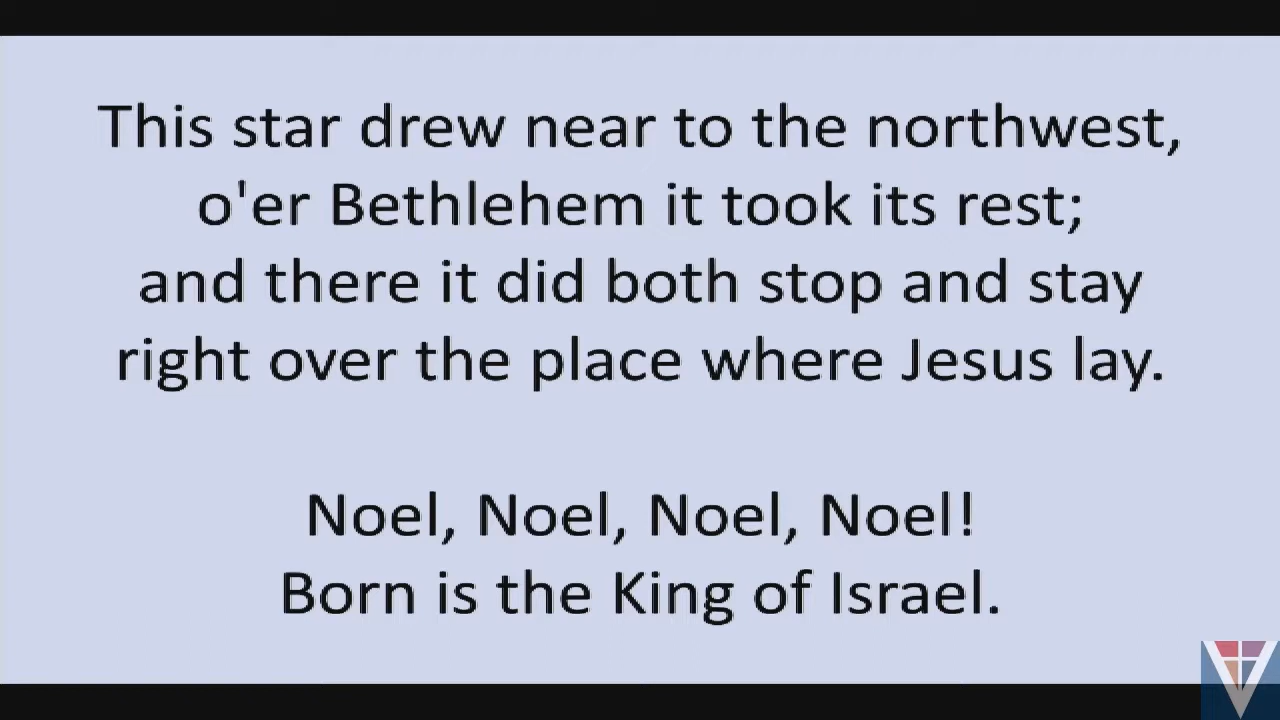 This star drew near to the northwest,
o'er Bethlehem it took its rest;
and there it did both stop and stay
right over the place where Jesus lay.
Noel, Noel, Noel, Noel!
Born is the King of Israel.